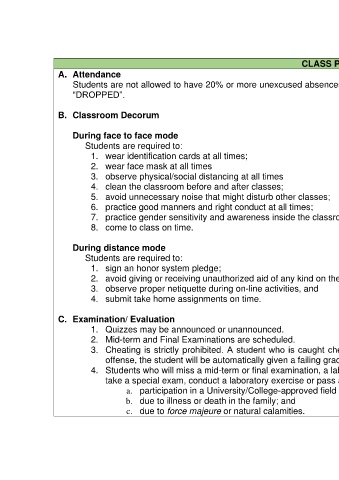 CLASS P
A. Attendance
Students are not allowed to have 20% or more unexcused absence
"DROPPED".
B. Classroom Decorum
During face to face mode
Students are required to:
1. wear identification cards at all times;
2. wear face mask at all times
3. observe physical/social distancing at all times
4. clean the classroom before and after classes;
5. avoid unnecessary noise that might disturb other classes;
6. practice good manners and right conduct at all times;
7. practice gender sensitivity and awareness inside the classro
8. come to class on time.
During distance mode
Students are required to:
1. sign an honor system pledge;
2. avoid giving or receiving unauthorized aid of any kind on the
3. observe proper netiquette during on-line activities, and
4. submit take home assignments on time.
C. Examination/ Evaluation
1. Quizzes may be announced or unannounced.
2. Mid-term and Final Examinations are scheduled.
3. Cheating is strictly prohibited. A student who is caught che
offense, the student will be automatically given a failing grad
4. Students who will miss a mid-term or final examination, a lab
take a special exam, conduct a laboratory exercise or pass a
a. participation in a University/College-approved field
b. due to illness or death in the family; and
c. due to force majeure or natural calamities.